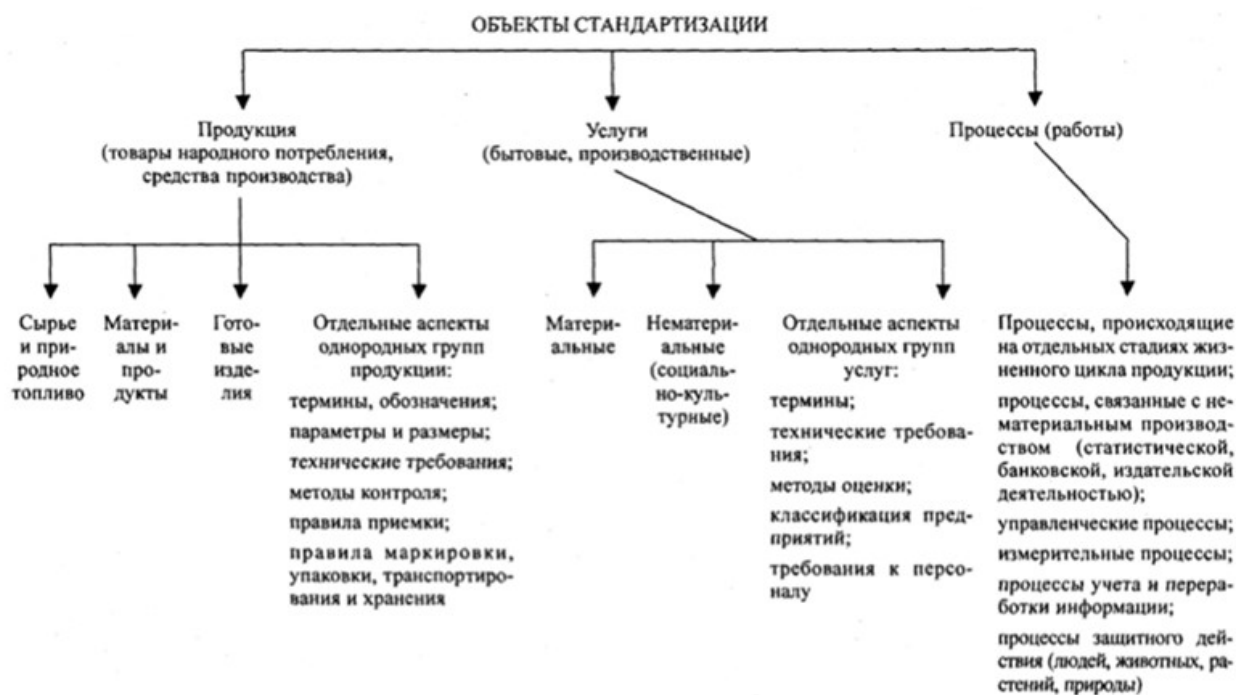 ОБЪЕКТЫ СТАНДАРТИЗАЦИИ
Продукция
(товары народного потребления,
средства производства)
Услуги
(бытовые, производственные)
Процессы (работы)
Сырье
и при-
родное
топливо
Матери-
алы и
про-
дукты
Гото-
вые
изде-
лия
Отдельные аспекты
однородных групп
продукции:
термины, обозначения;
параметры и размеры;
технические требования;
методы контроля;
правила приемки;
правила маркировки,
упаковки, транспортиро-
вания и хранения
Матери-
альные
Нематери-
альные
(социаль-
но-куль-
турные)
Отдельные аспекты
однородных групп
услуг:
термины;
технические требова-
ния;
методы оценки;
классификация пред-
приятий;
требования к персо-
налу
Процессы, происходящие
на отдельных стадиях жиз-
ненного цикла продукции;
процессы, связанные с не-
материальным производ-
ством (статистической,
банковской, издательской
деятельностью);
управленческие процессы;
измерительные процессы;
процессы учета и перера-
ботки информации;
процессы защитного дей-
ствия (людей, животных, ра-
стений, природы)